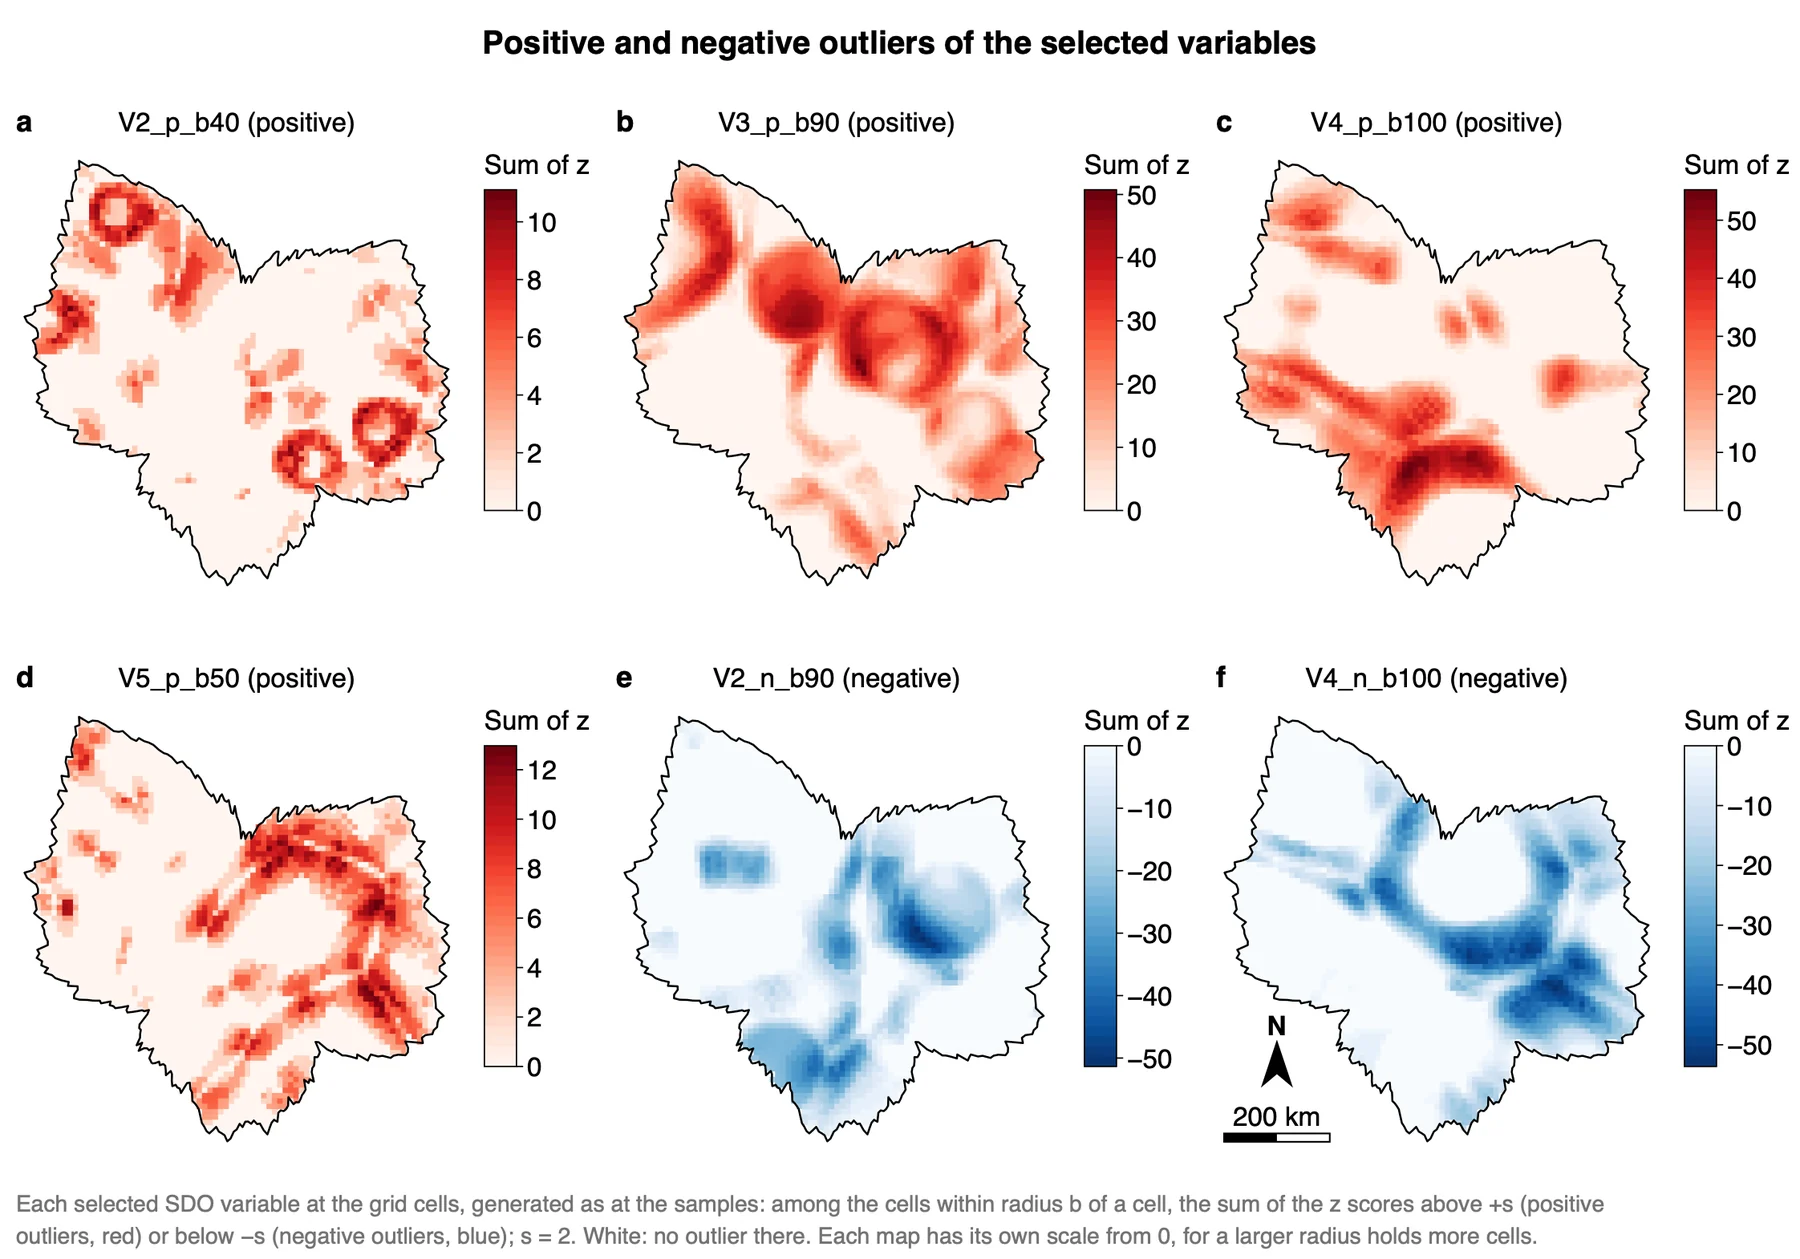 Positive and negative outliers of the selected variables
a V2_p_b40 (positive)
Sum of z
10
8
6
4
2
0
b V3_p_b90 (positive)
Sum of z
50
40
30
20
10
0
c V4_p_b100 (positive)
Sum of z
50
40
30
20
10
0
d V5_p_b50 (positive)
Sum of z
12
10
8
6
4
2
0
e V2_n_b90 (negative)
Sum of z
0
−10
−20
−30
−40
−50
f V4_n_b100 (negative)
Sum of z
0
−10
−20
−30
−40
−50
N
200 km
Each selected SDO variable at the grid cells, generated as at the samples: among the cells within radius b of a cell, the sum of the z scores above +s (positive
outliers, red) or below −s (negative outliers, blue); s = 2. White: no outlier there. Each map has its own scale from 0, for a larger radius holds more cells.